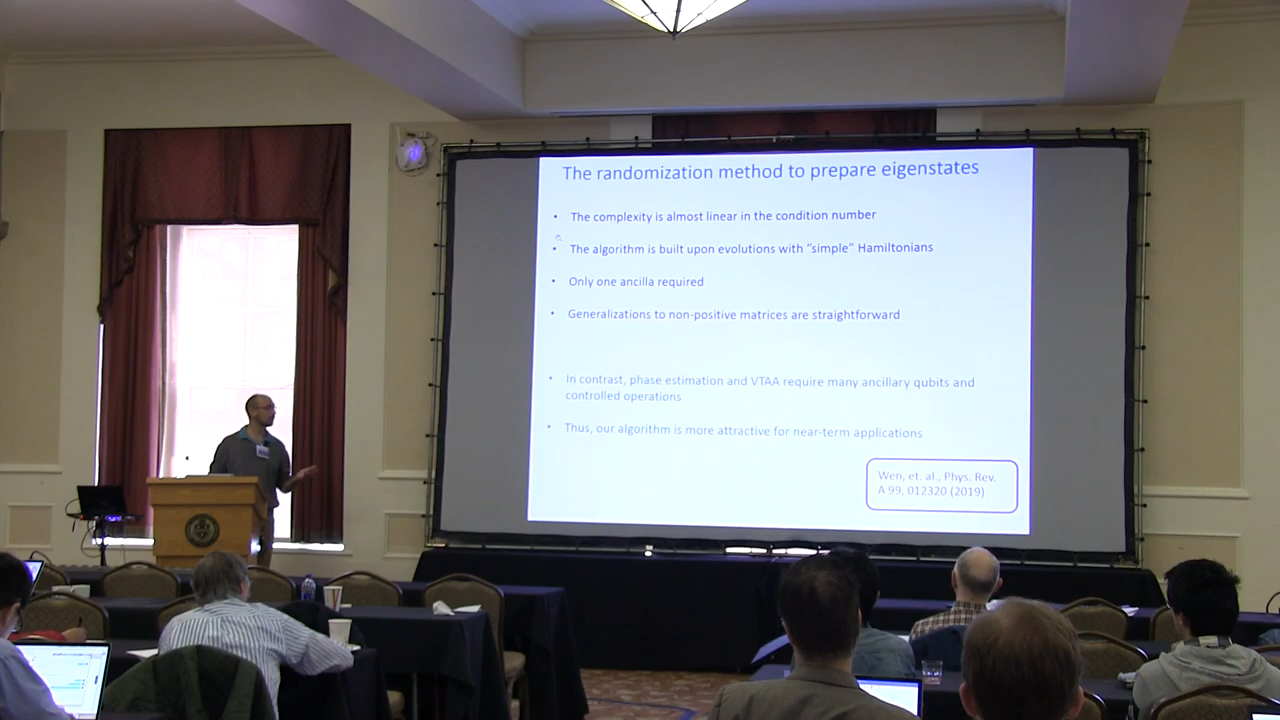 The randomization method to prepare eigenstates
• The complexity is almost linear in the condition number
• The algorithm is built upon evolutions with "simple" Hamiltonians
• Only one ancilla required
• Generalizations to non-positive matrices are straightforward
• In contrast, phase estimation and VTAA require many ancillary qubits and
controlled operations
• Thus, our algorithm is more attractive for near-term applications
Wen, et. al., Phys. Rev.
A 99, 012320 (2019)